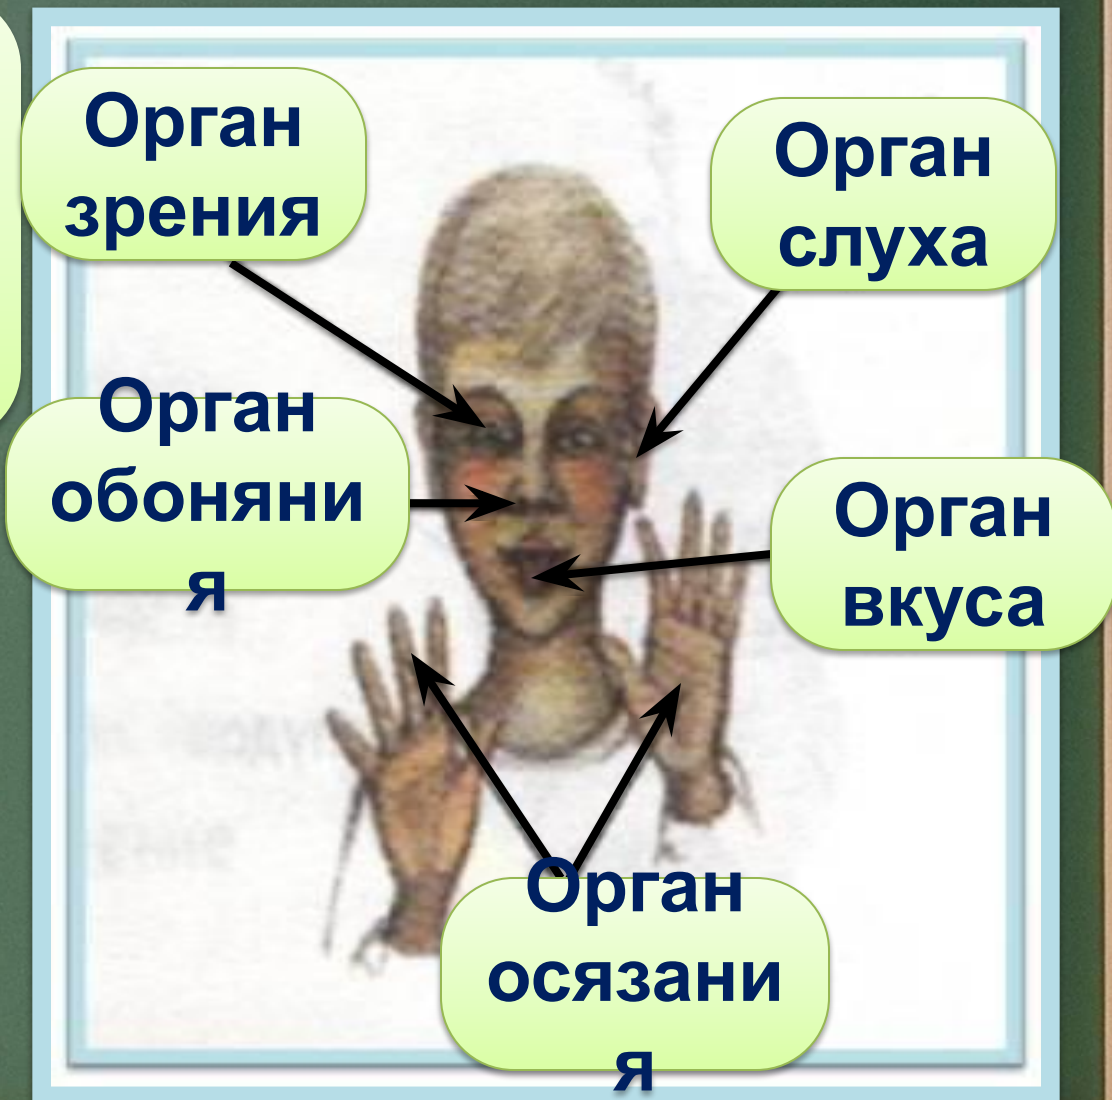 Орган
зрения
Орган
слуха
Орган
обоняни
я
Орган
вкуса
Орган
осязани
я